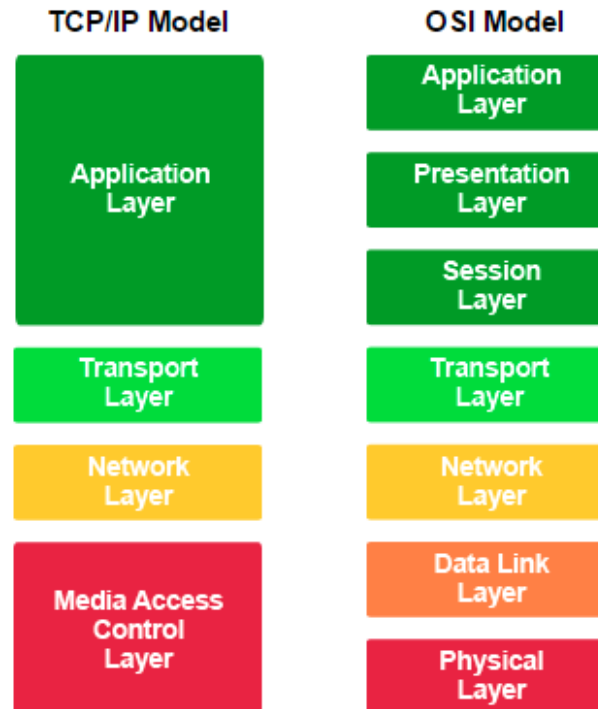 TCP/IP Model
Application
Layer
Transport
Layer
Network
Layer
Media Access
Control
Layer
OSI Model
Application
Layer
Presentation
Layer
Session
Layer
Transport
Layer
Network
Layer
Data Link
Layer
Physical
Layer